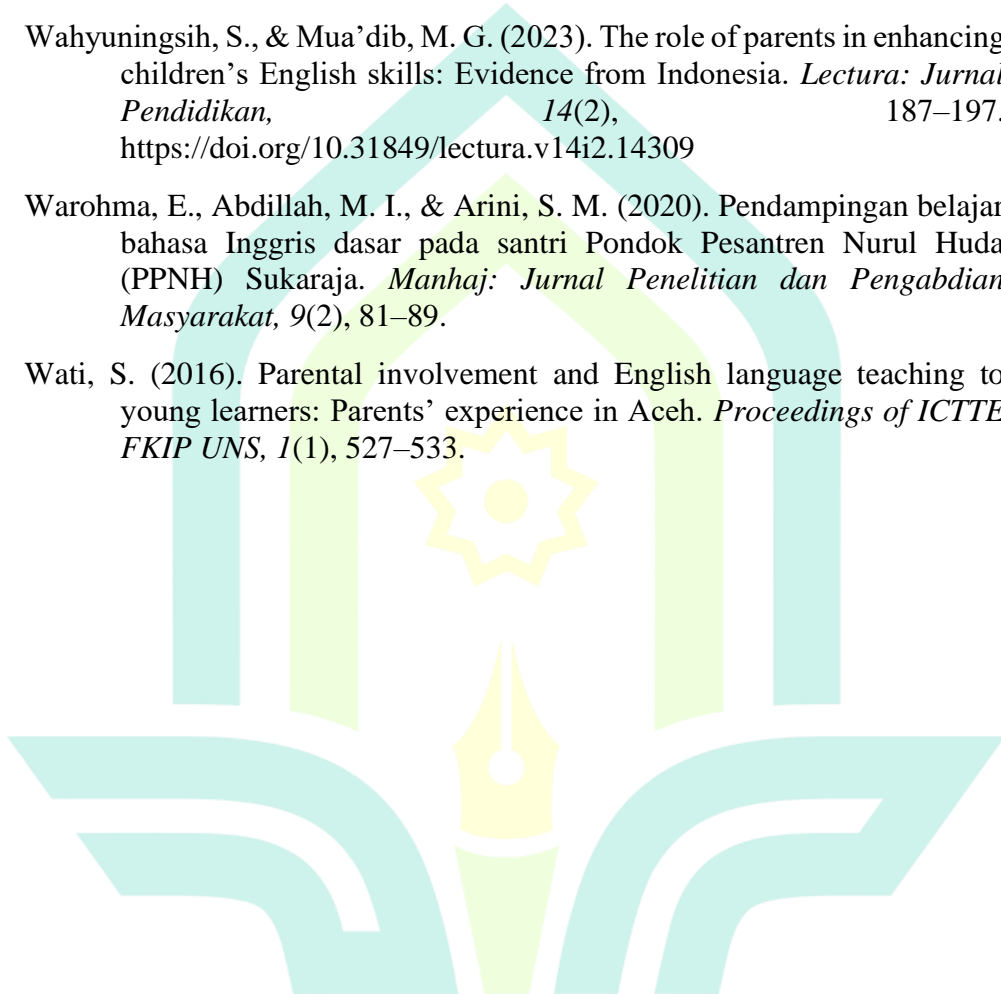 Wahyuningsih, S., & Mua’dib, M. G. (2023). The role of parents in enhancing
children’s English skills: Evidence from Indonesia. Lectura: Jurnal
Pendidikan, 14(2), 187–197.
https://doi.org/10.31849/lectura.v14i2.14309
Warohma, E., Abdillah, M. I., & Arini, S. M. (2020). Pendampingan belajar
bahasa Inggris dasar pada santri Pondok Pesantren Nurul Huda
(PPNH) Sukaraja. Manhaj: Jurnal Penelitian dan Pengabdian
Masyarakat, 9(2), 81–89.
Wati, S. (2016). Parental involvement and English language teaching to
young learners: Parents’ experience in Aceh. Proceedings of ICTTE
FKIP UNS, 1(1), 527–533.